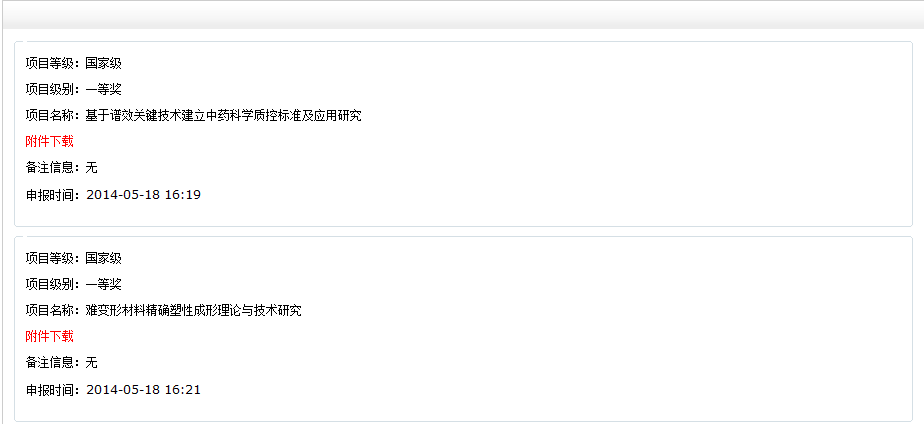 项目等级：国家级
项目级别：一等奖
项目名称：基于谱效关键技术建立中药科学质控标准及应用研究
附件下载
备注信息：无
申报时间：2014-05-18 16:19
项目等级：国家级
项目级别：一等奖
项目名称：难变形材料精确塑性成形理论与技术研究
附件下载
备注信息：无
申报时间：2014-05-18 16:21